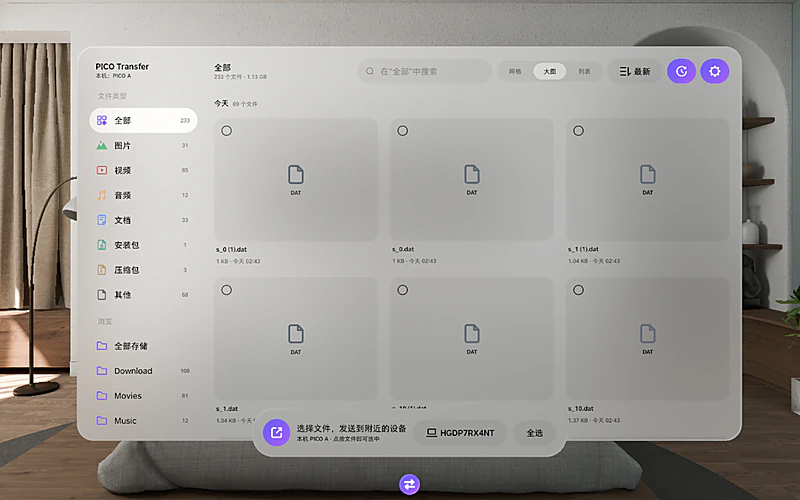 PICO Transfer
本机：PICO A
文件类型
全部 233
图片 31
视频 85
音频 12
文档 33
安装包 1
压缩包 3
其他 68
浏览
全部存储
Download 108
Movies 81
Music 12
全部
233 个文件 · 1.13 GB
在"全部"中搜索
网格 大图 列表
最新
今天 69 个文件
DAT
s_0 (1).dat
1 KB · 今天 02:43
DAT
s_0.dat
1 KB · 今天 02:43
DAT
s_1 (1).dat
1.04 KB · 今天 02:43
DAT
s_1.dat
1.04 KB · 今天
DAT
s_10 (1).dat
DAT
s_10.dat
1.37 KB · 今天 02:43
选择文件，发送到附近的设备
本机 PICO A · 点按文件即可选中
HGDP7RX4NT
全选